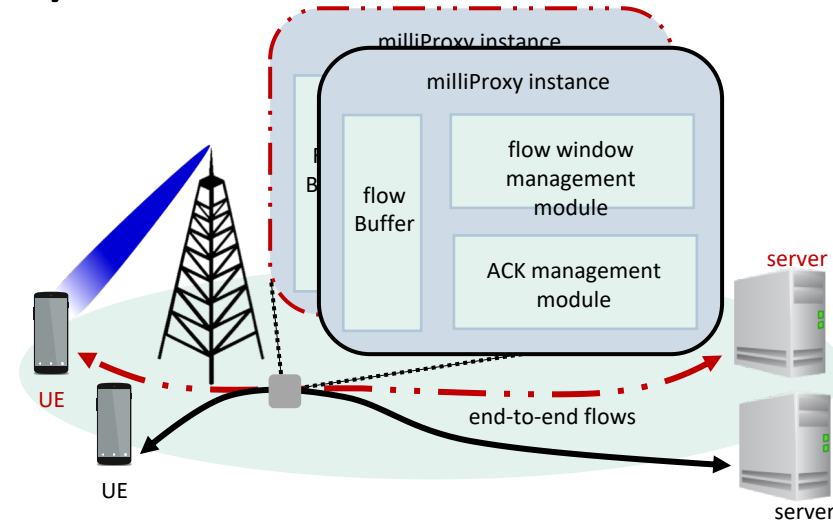 milliProxy instance
milliProxy instance
flow
Buffer
flow window
management
module
ACK management
module
server
UE
end-to-end flows
UE
server